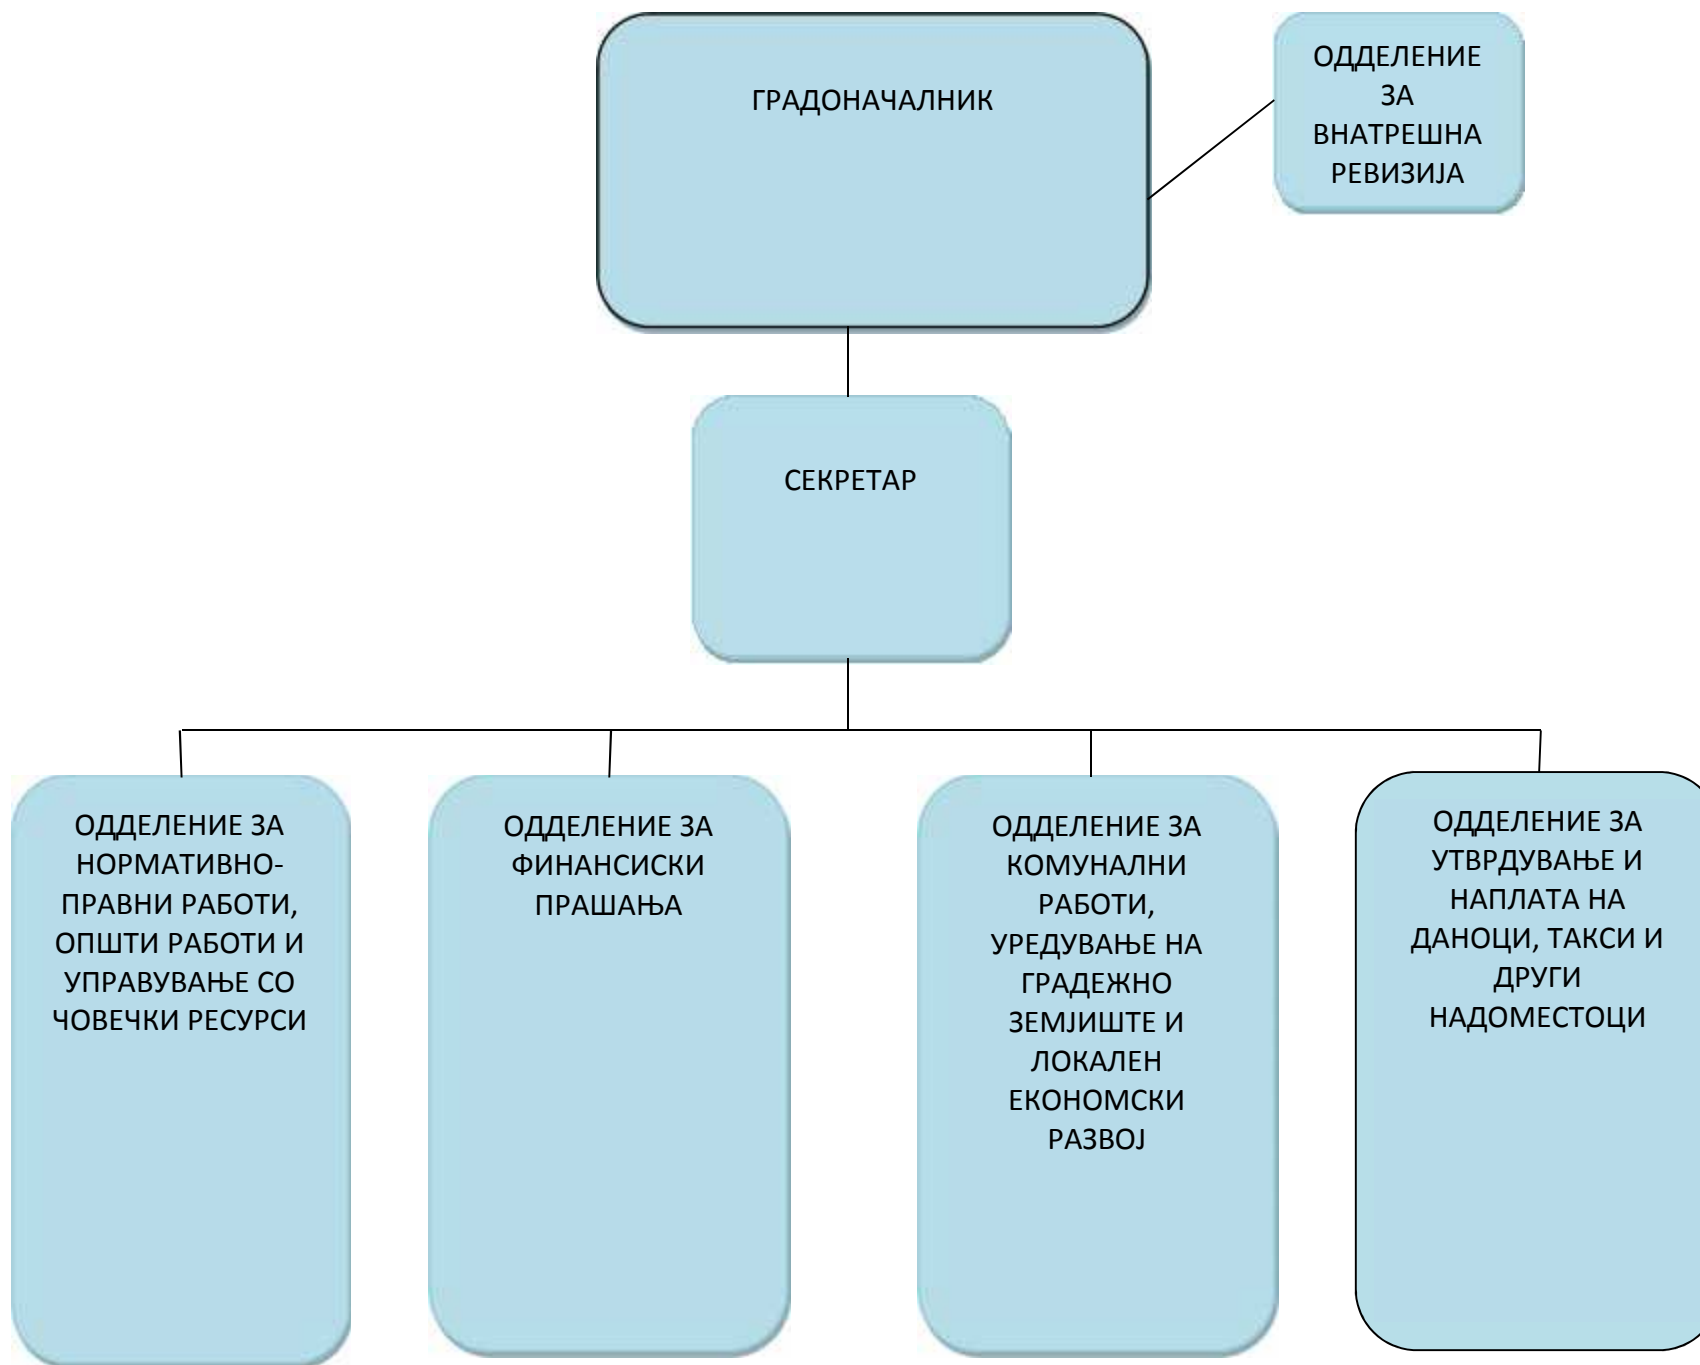 ГРАДОНАЧАЛНИК
ОДДЕЛЕНИЕ
ЗА
ВНАТРЕШНА
РЕВИЗИЈА
СЕКРЕТАР
ОДДЕЛЕНИЕ ЗА
НОРМАТИВНО-
ПРАВНИ РАБОТИ,
ОПШТИ РАБОТИ И
УПРАВУВАЊЕ СО
ЧОВЕЧКИ РЕСУРСИ
ОДДЕЛЕНИЕ ЗА
ФИНАНСИСКИ
ПРАШАЊА
ОДДЕЛЕНИЕ ЗА
КОМУНАЛНИ
РАБОТИ,
УРЕДУВАЊЕ НА
ГРАДЕЖНО
ЗЕМЈИШТЕ И
ЛОКАЛЕН
ЕКОНОМСКИ
РАЗВОЈ
ОДДЕЛЕНИЕ ЗА
УТВРДУВАЊЕ И
НАПЛАТА НА
ДАНОЦИ, ТАКСИ И
ДРУГИ
НАДОМЕСТОЦИ